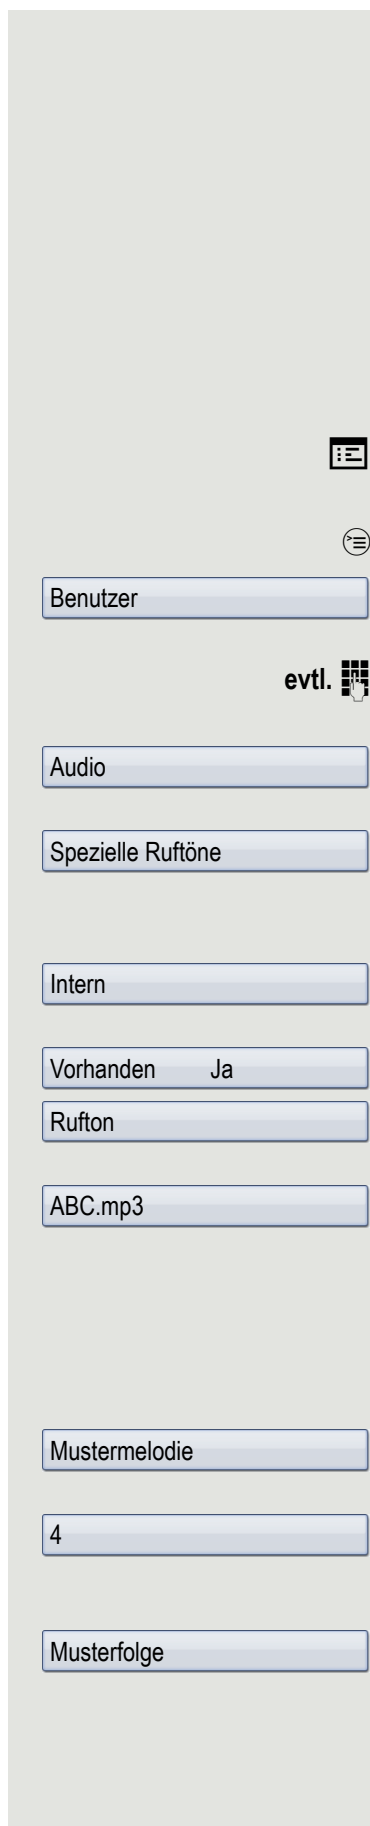 Benutzer
evtl.
Audio
Spezielle Ruftöne
Intern
Vorhanden Ja
Rufton
ABC.mp3
Mustermelodie
4
Musterfolge